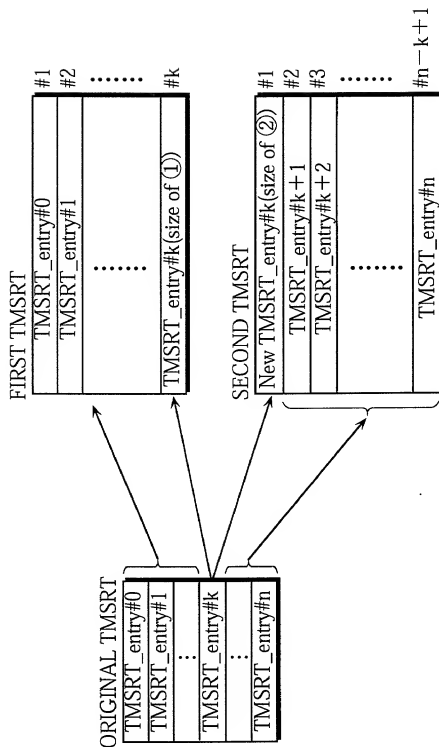 ORIGINAL TMSRT
TMSRT_entry#0
TMSRT_entry#1
⋮
TMSRT_entry#k
⋮
TMSRT_entry#n
FIRST TMSRT
TMSRT_entry#0 #1
TMSRT_entry#1 #2
....... .......
TMSRT_entry#k(size of ①) #k
SECOND TMSRT
New TMSRT_entry#k(size of ②) #1
TMSRT_entry#k+1 #2
TMSRT_entry#k+2 #3
....... .......
TMSRT_entry#n #n-k+1